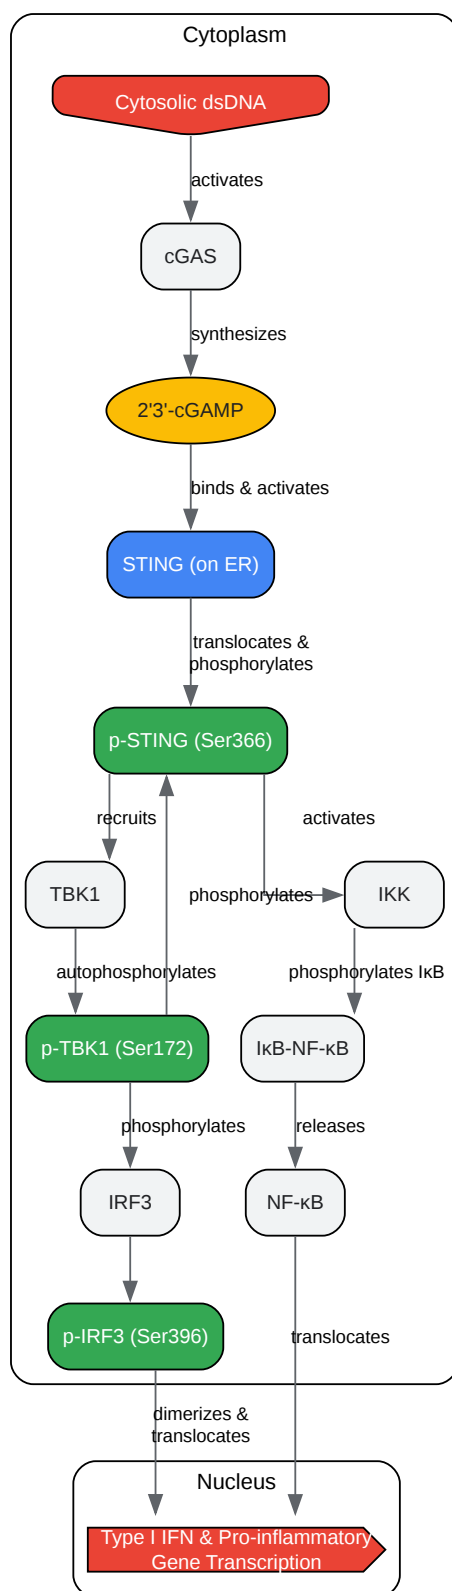 Cytoplasm
Cytosolic dsDNA
activates
cGAS
synthesizes
2'3'-cGAMP
binds & activates
STING (on ER)
translocates &
phosphorylates
p-STING (Ser366)
recruits
activates
TBK1
phosphorylates
IKK
autophosphorylates
phosphorylates IκB
p-TBK1 (Ser172)
IκB-NF-κB
phosphorylates
releases
IRF3
NF-κB
p-IRF3 (Ser396)
translocates
dimerizes &
translocates
Nucleus
Type I IFN & Pro-inflammatory
Gene Transcription